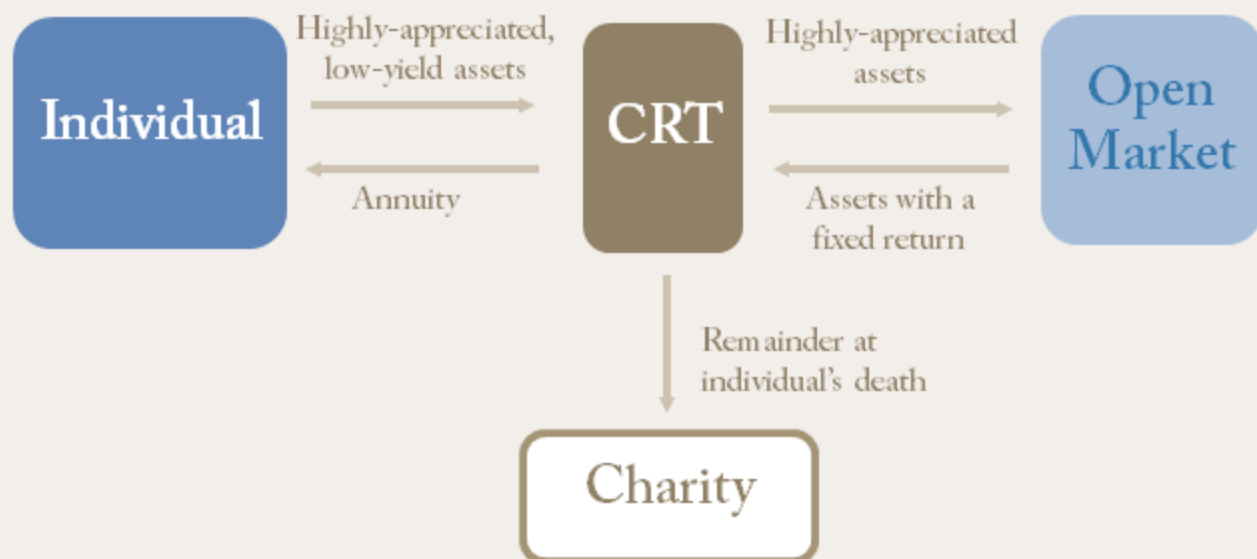 Highly-appreciated,
low-yield assets
Highly-appreciated
assets
Individual
CRT
Open
Market
Annuity
Assets with a
fixed return
Remainder at
individual's death
Charity